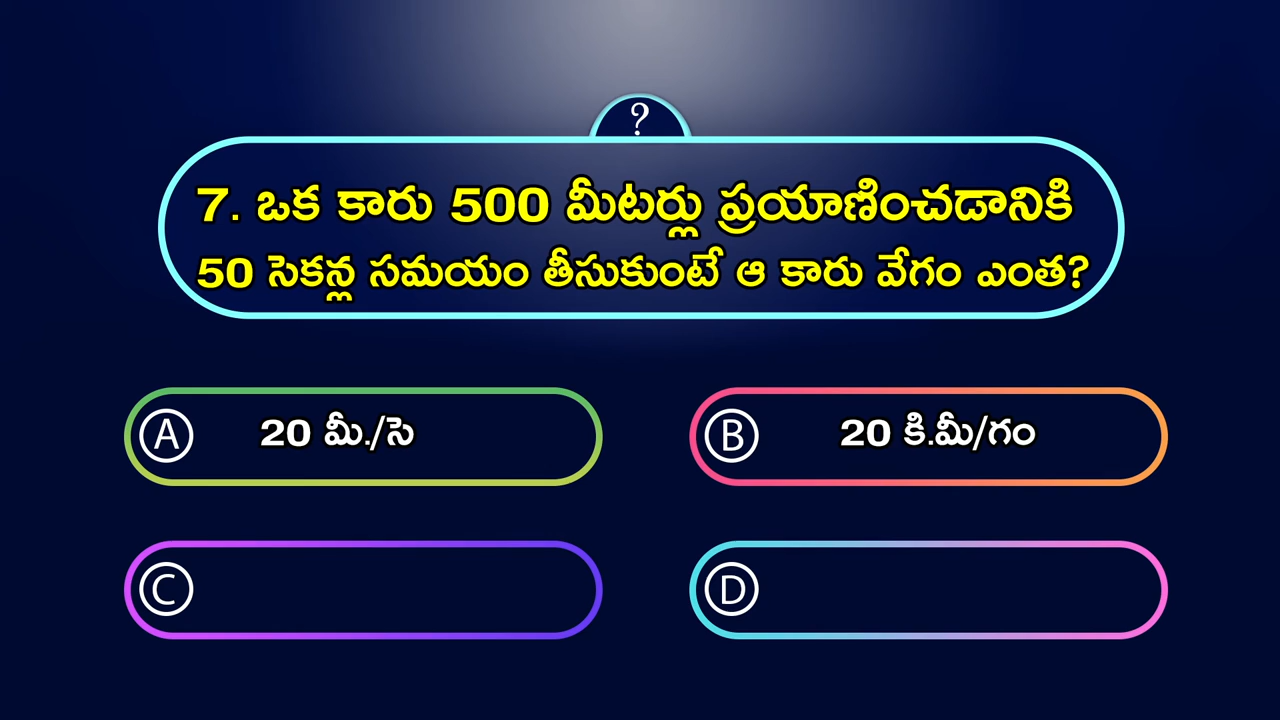 ?
7. ఒక కారు 500 మీటర్లు ప్రయాణించడానికి
50 సెకన్ల సమయం తీసుకుంటే ఆ కారు వేగం ఎంత?
A 20 మీ./సె
B 20 కి.మీ/గం
C
D